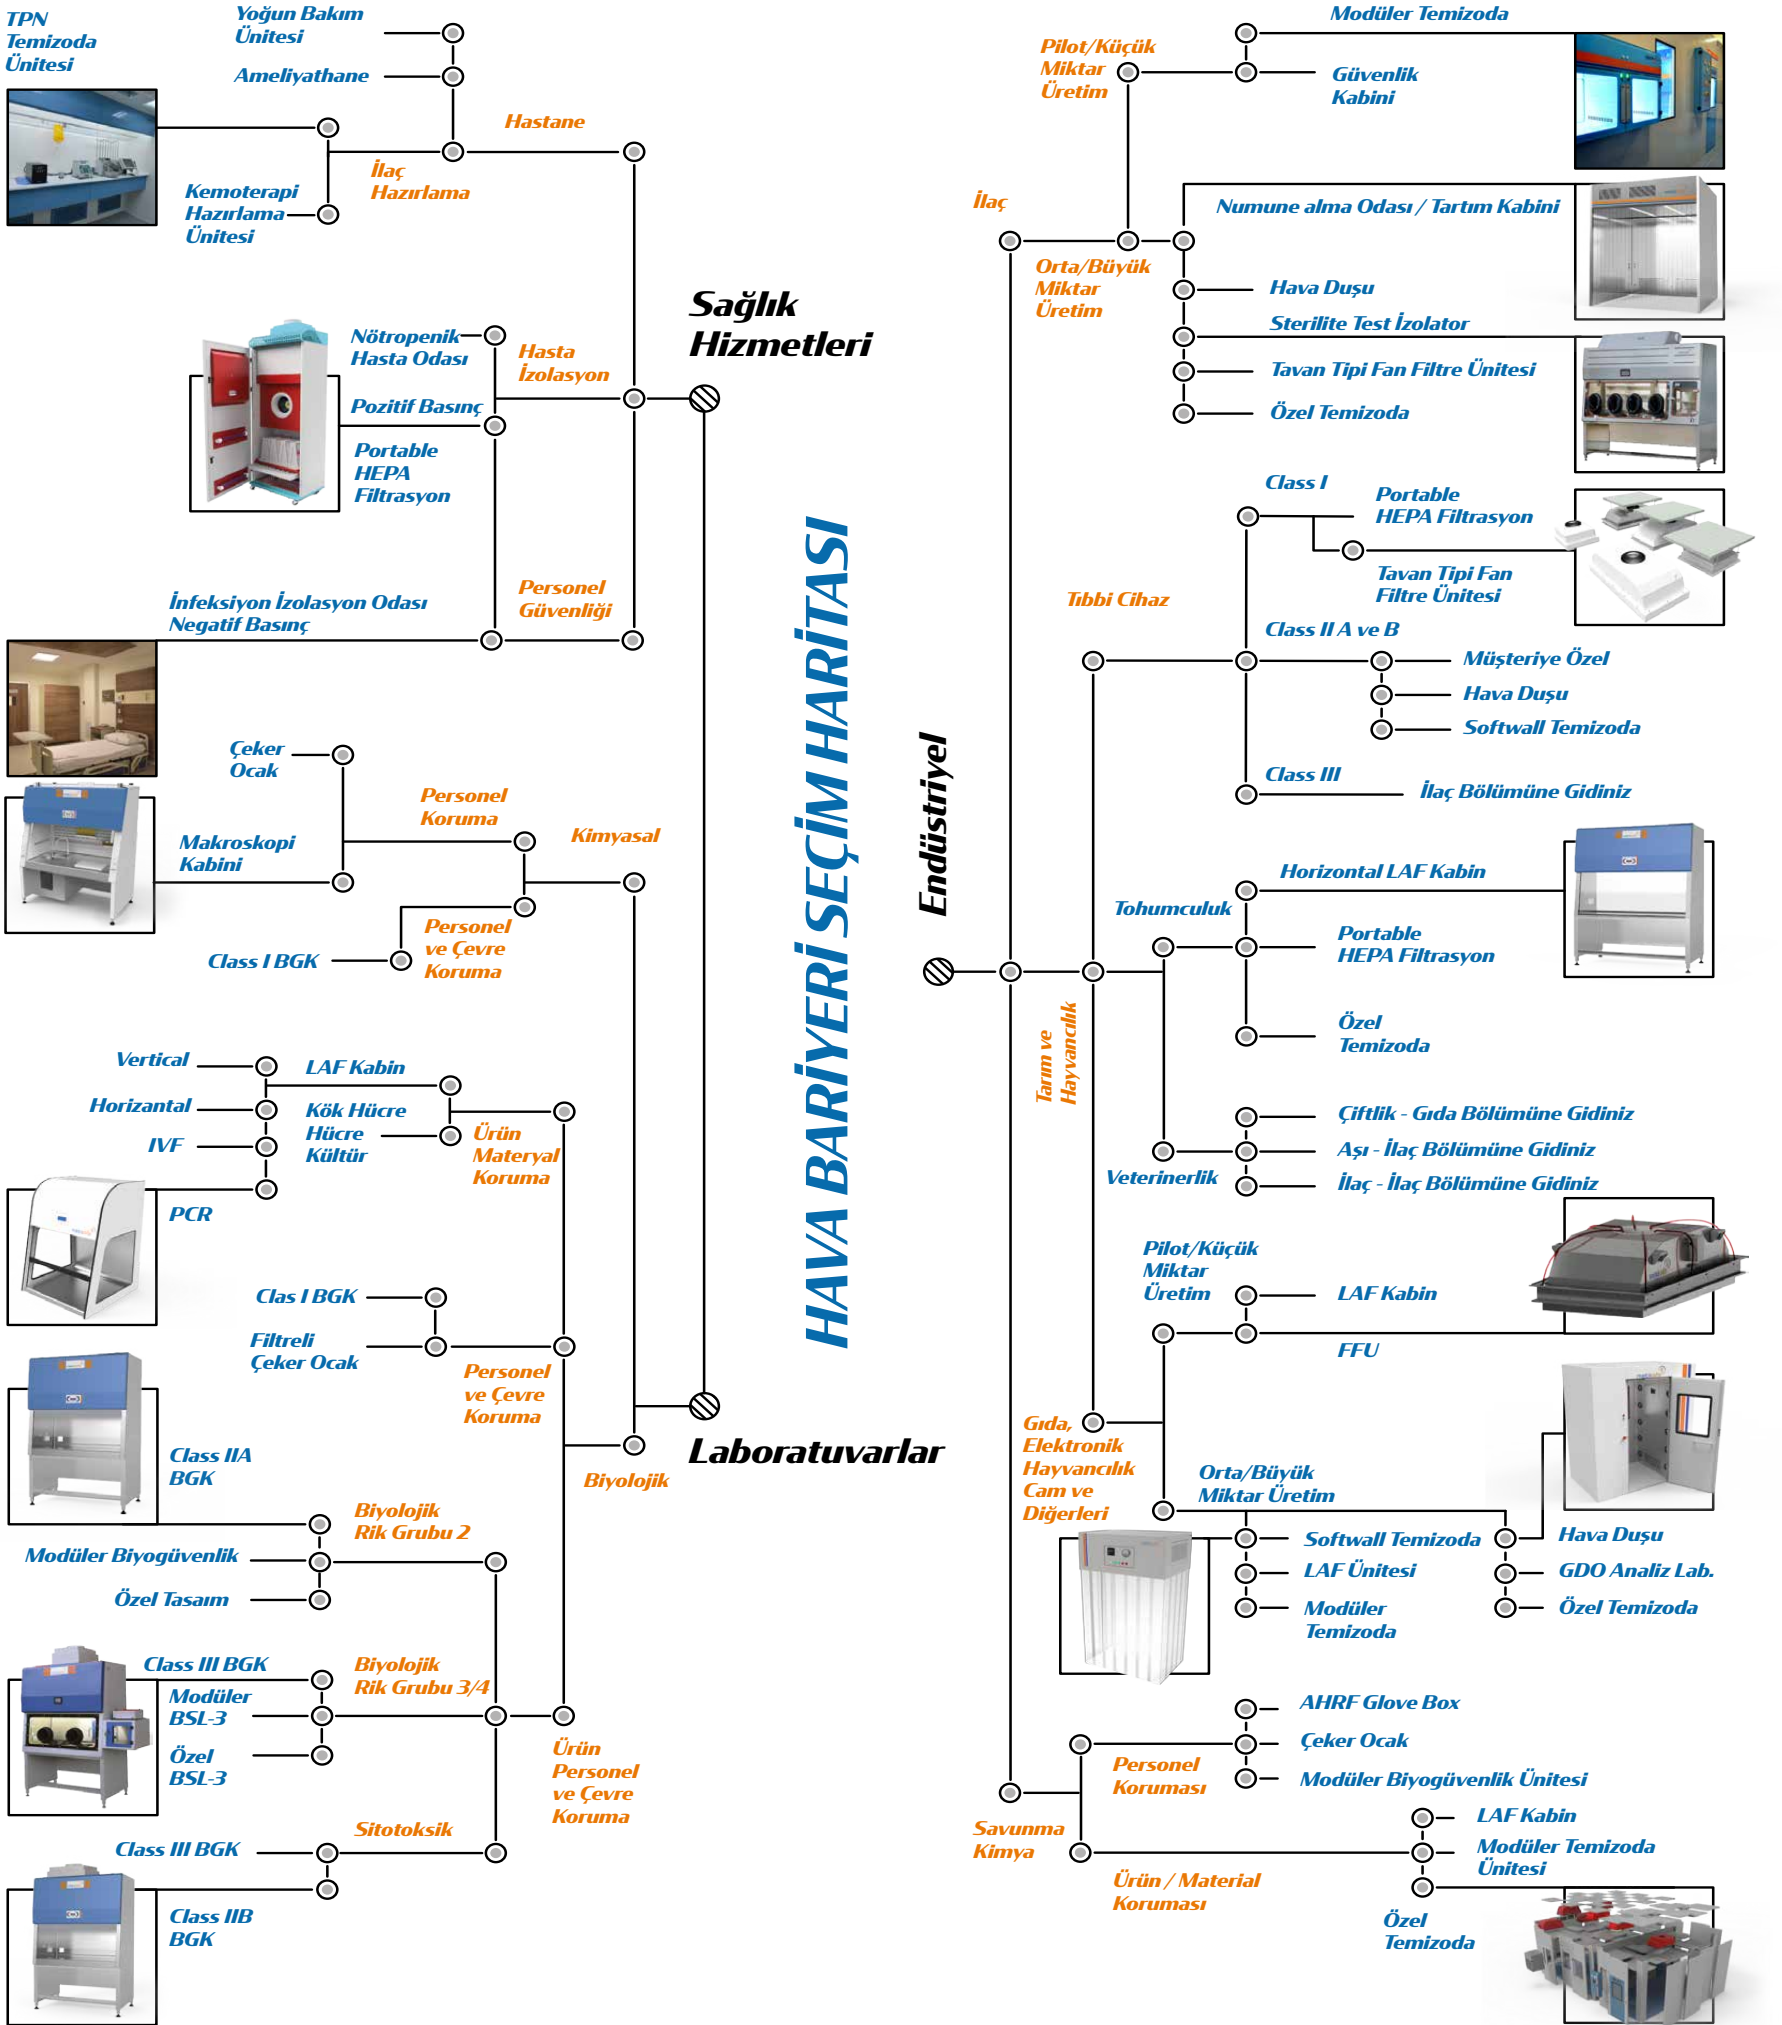 TPN
Temizoda
Ünitesi
Yoğun Bakım
Ünitesi
Ameliyathane
Hastane
İlaç
Hazırlama
Kemoterapi
Hazırlama
Ünitesi
Sağlık
Hizmetleri
Nötropenik
Hasta Odası
Hasta
İzolasyon
Pozitif Basınç
Portable
HEPA
Filtrasyon
Personel
Güvenliği
İnfeksiyon İzolasyon Odası
Negatif Basınç
Çeker
Ocak
Personel
Koruma
Kimyasal
Makroskopi
Kabini
Personel
ve Çevre
Koruma
Class I BGK
Vertical
LAF Kabin
Horizantal
Kök Hücre
Hücre
Kültür
IVF
Ürün
Materyal
Koruma
PCR
Clas I BGK
Filtreli
Çeker Ocak
Personel
ve Çevre
Koruma
Laboratuvarlar
Biyolojik
Class IIA
BGK
Biyolojik
Rik Grubu 2
Modüler Biyogüvenlik
Özel Tasaım
Class III BGK
Biyolojik
Rik Grubu 3/4
Modüler
BSL-3
Özel
BSL-3
Ürün
Personel
ve Çevre
Koruma
Sitotoksik
Class III BGK
Class IIB
BGK
HAVA BARİYERİ SEÇİM HARİTASI
Endüstriyel
Modüler Temizoda
Pilot/Küçük
Miktar
Üretim
Güvenlik
Kabini
İlaç
Numune alma Odası / Tartım Kabini
Orta/Büyük
Miktar
Üretim
Hava Duşu
Sterilite Test İzolator
Tavan Tipi Fan Filtre Ünitesi
Özel Temizoda
Class I
Portable
HEPA Filtrasyon
Tavan Tipi Fan
Filtre Ünitesi
Tıbbi Cihaz
Class II A ve B
Müşteriye Özel
Hava Duşu
Softwall Temizoda
Class III
İlaç Bölümüne Gidiniz
Horizontal LAF Kabin
Tohumculuk
Portable
HEPA Filtrasyon
Özel
Temizoda
Tarım ve
Hayvancılık
Çiftlik - Gıda Bölümüne Gidiniz
Aşı - İlaç Bölümüne Gidiniz
Veterinerlik
İlaç - İlaç Bölümüne Gidiniz
Pilot/Küçük
Miktar
Üretim
LAF Kabin
FFU
Gıda,
Elektronik
Hayvancılık
Cam ve
Diğerleri
Orta/Büyük
Miktar Üretim
Softwall Temizoda
LAF Ünitesi
Modüler
Temizoda
Hava Duşu
GDO Analiz Lab.
Özel Temizoda
AHRF Glove Box
Çeker Ocak
Personel
Koruması
Modüler Biyogüvenlik Ünitesi
Savunma
Kimya
LAF Kabin
Modüler Temizoda
Ünitesi
Ürün / Material
Koruması
Özel
Temizoda